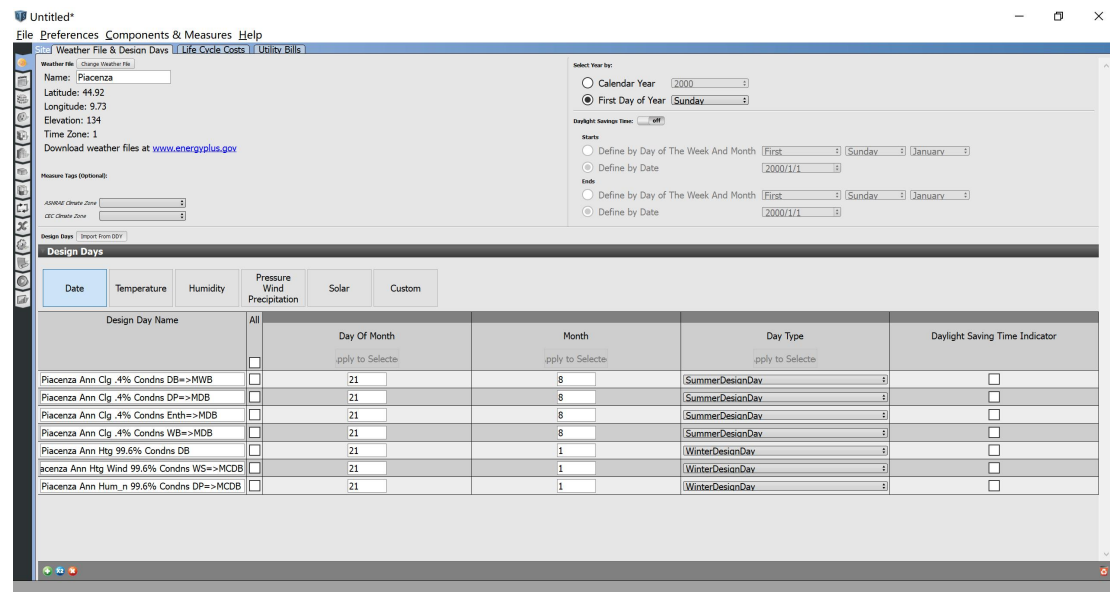 Untitled*
File Preferences Components & Measures Help
Site Weather File & Design Days Life Cycle Costs Utility Bills
Weather File Change Weather File
Name: Piacenza
Latitude: 44.92
Longitude: 9.73
Elevation: 134
Time Zone: 1
Download weather files at www.energyplus.gov
Measure Tags (Optional):
ASHRAE Climate Zone
CEC Climate Zone
Select Year by:
Calendar Year 2000
First Day of Year Sunday
Daylight Savings Time: off
Starts
Define by Day of The Week And Month First Sunday January
Define by Date 2000/1/1
Ends
Define by Day of The Week And Month First Sunday January
Define by Date 2000/1/1
Design Days Import From DDY
Design Days
Date Temperature Humidity Pressure Wind Precipitation Solar Custom
Design Day Name All Day Of Month Month Day Type Daylight Saving Time Indicator
.pply to Selecte .pply to Selecte .pply to Selecte
Piacenza Ann Clg .4% Condns DB=>MWB 21 8 SummerDesignDay
Piacenza Ann Clg .4% Condns DP=>MDB 21 8 SummerDesignDay
Piacenza Ann Clg .4% Condns Enth=>MDB 21 8 SummerDesignDay
Piacenza Ann Clg .4% Condns WB=>MDB 21 8 SummerDesignDay
Piacenza Ann Htg 99.6% Condns DB 21 1 WinterDesignDay
acenza Ann Htg Wind 99.6% Condns WS=>MCDB 21 1 WinterDesignDay
Piacenza Ann Hum_n 99.6% Condns DP=>MCDB 21 1 WinterDesignDay
x2